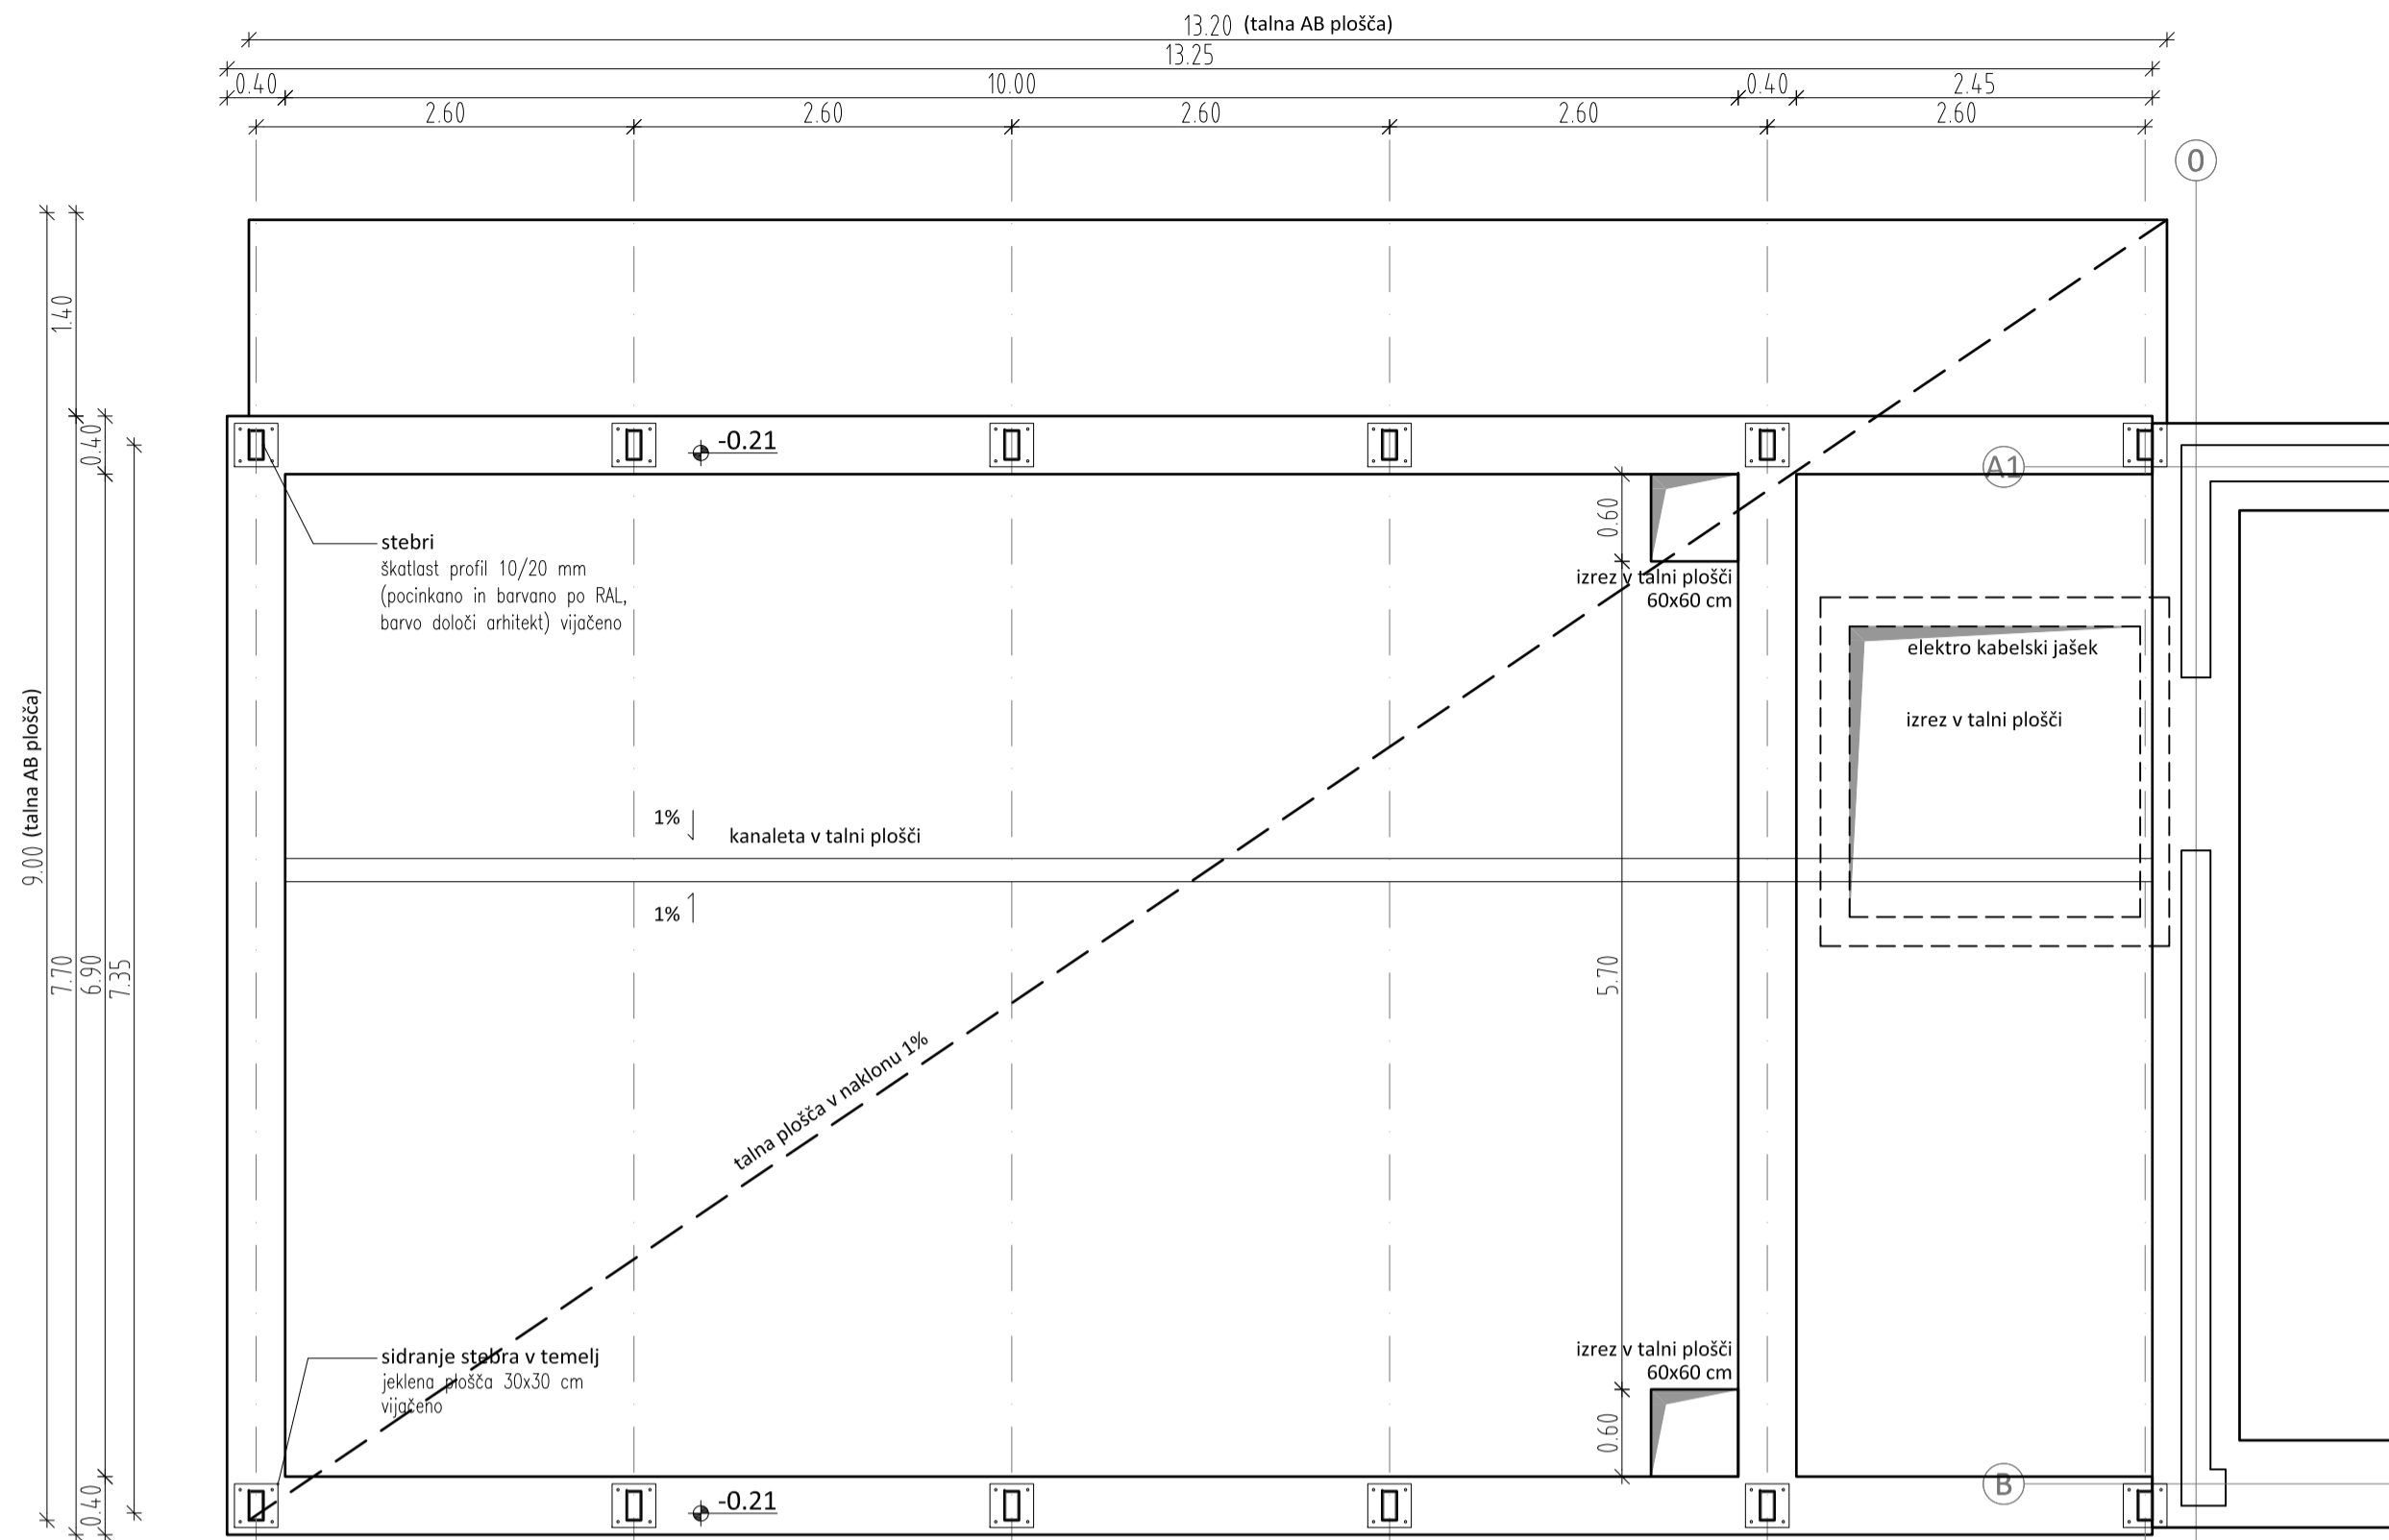 13.20 (talna AB plošča)
13.25
0.40 10.00 0.40 2.45
2.60 2.60 2.60 2.60 2.60
0
1.40
0.40
-0.21
A1
stebri
škatlast profil 10/20 mm
(pocinkano in barvano po RAL,
barvo določi arhitekt) vijačeno
0.60
izrez v talni plošči
60x60 cm
elektro kabelski jašek
izrez v talni plošči
9.00 (talna AB plošča)
7.70
6.90
7.35
1%
kanaleta v talni plošči
1%
5.70
talna plošča v naklonu 1%
sidranje stebra v temelj
jeklena plošča 30x30 cm
vijačeno
izrez v talni plošči
60x60 cm
0.60
0.40
-0.21
B